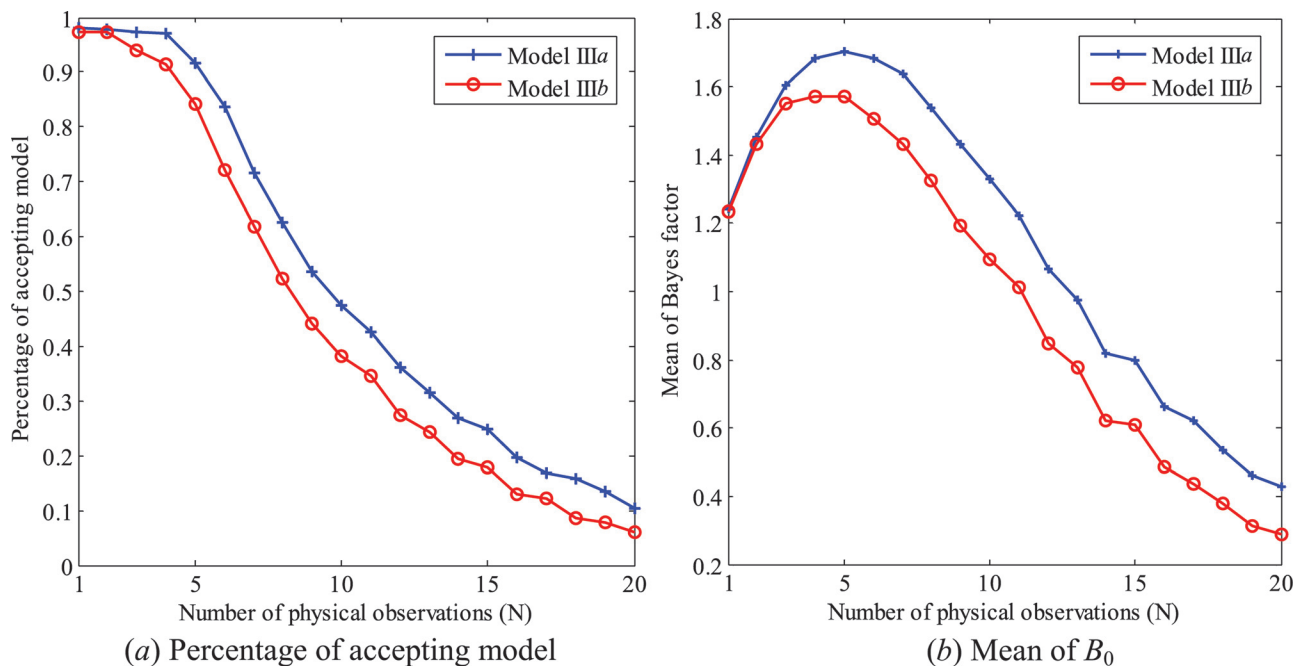 1
0.9
0.8
0.7
0.6
0.5
0.4
0.3
0.2
0.1
0
Percentage of accepting model
Model IIIa
Model IIIb
1 5 10 15 20
Number of physical observations (N)
(a) Percentage of accepting model
1.8
1.6
1.4
1.2
1
0.8
0.6
0.4
0.2
Mean of Bayes factor
Model IIIa
Model IIIb
1 5 10 15 20
Number of physical observations (N)
(b) Mean of B₀